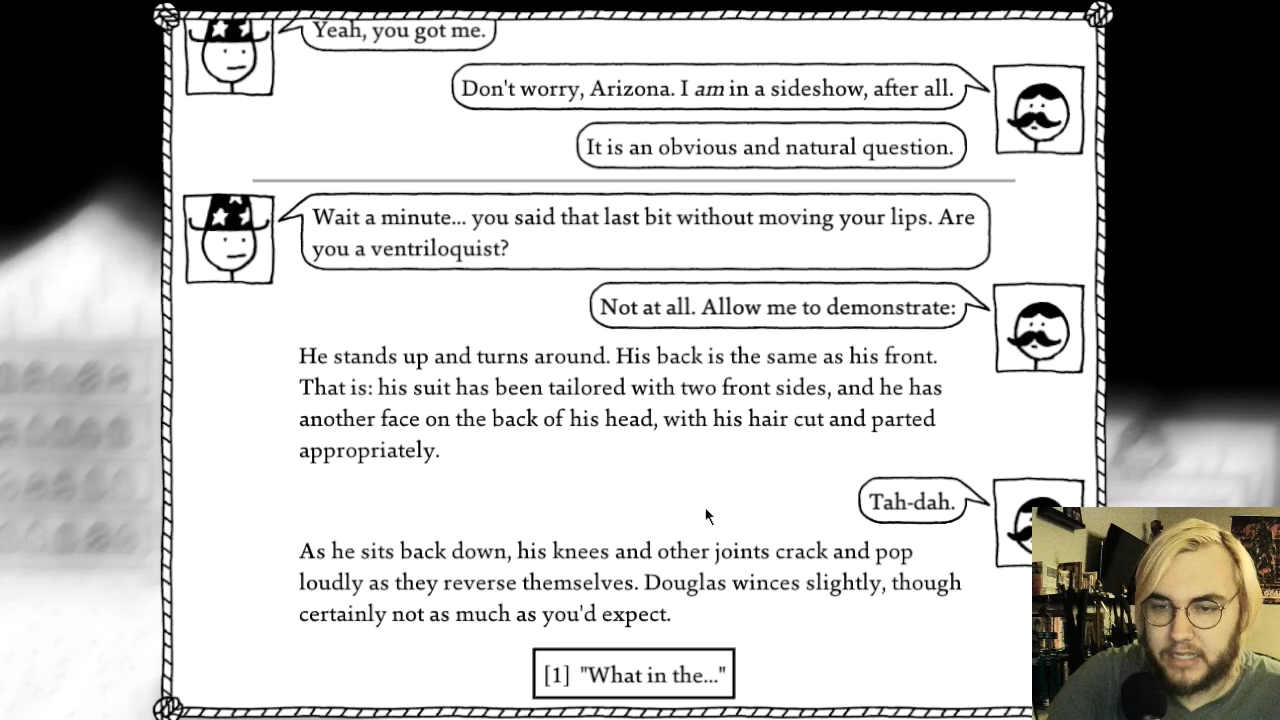 Yeah, you got me.
Don't worry, Arizona. I am in a sideshow, after all.
It is an obvious and natural question.
Wait a minute... you said that last bit without moving your lips. Are
you a ventriloquist?
Not at all. Allow me to demonstrate:
He stands up and turns around. His back is the same as his front.
That is: his suit has been tailored with two front sides, and he has
another face on the back of his head, with his hair cut and parted
appropriately.
Tah-dah.
As he sits back down, his knees and other joints crack and pop
loudly as they reverse themselves. Douglas winces slightly, though
certainly not as much as you'd expect.
[1] "What in the..."